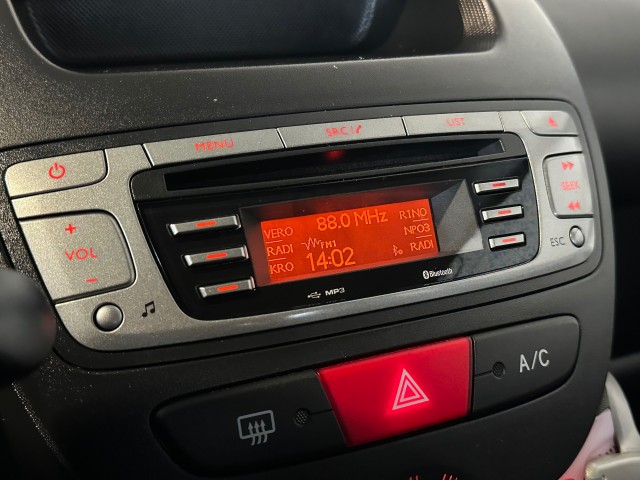 MENU
SRC
LIST
+
VOL
−
SEEK
ESC
88.0 MHz
VERO
R1NO
FM1
NPO3
RADI
14:02
RADI
KRO
MP3
Bluetooth
A/C